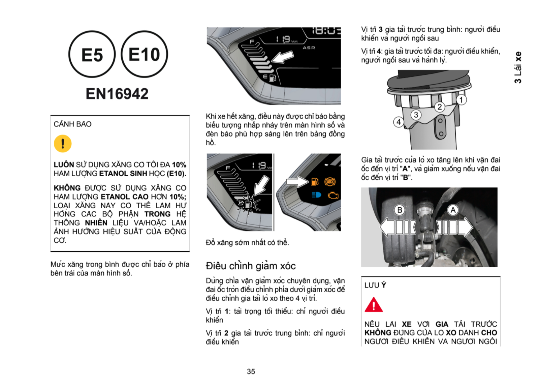 E5 E10
EN16942
CẢNH BÁO
LUÔN SỬ DỤNG XĂNG CÓ TỐI ĐA 10%
HÀM LƯỢNG ETANOL SINH HỌC (E10).
KHÔNG ĐƯỢC SỬ DỤNG XĂNG CÓ
HÀM LƯỢNG ETANOL CAO HƠN 10%;
LOẠI XĂNG NÀY CÓ THỂ LÀM HƯ
HỎNG CÁC BỘ PHẬN TRONG HỆ
THỐNG NHIÊN LIỆU VÀ/HOẶC LÀM
ẢNH HƯỞNG HIỆU SUẤT CỦA ĐỘNG
CƠ.
Mức xăng trong bình được chỉ báo ở phía
bên trái của màn hình số.
Khi xe hết xăng, điều này được chỉ báo bằng
biểu tượng nhấp nháy trên màn hình số và
đèn báo phù hợp sáng lên trên bảng đồng
hồ.
Đổ xăng sớm nhất có thể.
Điều chỉnh giảm xóc
Dùng chìa vặn giảm xóc chuyên dụng, vặn
đai ốc tròn điều chỉnh phía dưới giảm xóc để
điều chỉnh gia tải lò xo theo 4 vị trí.
Vị trí 1: tải trọng tối thiểu: chỉ người điều
khiển
Vị trí 2 gia tải trước trung bình: chỉ người
điều khiển
Vị trí 3 gia tải trước trung bình: người điều
khiển và người ngồi sau
Vị trí 4: gia tải trước tối đa: người điều khiển,
người ngồi sau và hành lý.
1
2
3
4
Gia tải trước của lò xo tăng lên khi vặn đai
ốc đến vị trí "A", và giảm xuống nếu vặn đai
ốc đến vị trí "B".
B A
LƯU Ý
NẾU LÁI XE VỚI GIA TẢI TRƯỚC
KHÔNG ĐÚNG CỦA LÒ XO DÀNH CHO
NGƯỜI ĐIỀU KHIỂN VÀ NGƯỜI NGỒI
3 Lái xe
35